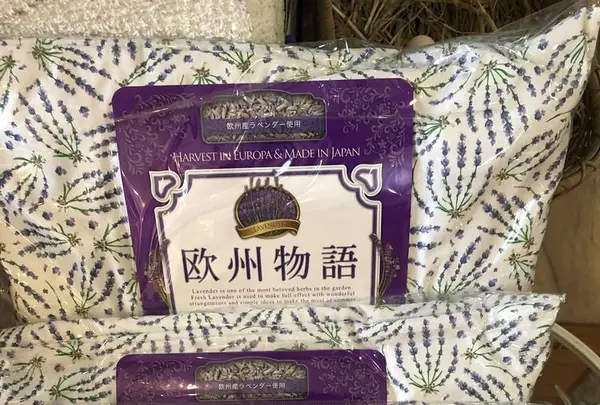 欧州産ラベンダー使用
HARVEST IN EUROPA & MADE IN JAPAN
LAVENDER
欧州物語
Lavender is one of the most beloved herbs in the garden.
Fresh Lavender is used to make full effect with wonderful
arrangements and simple ideas to make the most of summer
欧州産ラベンダー使用